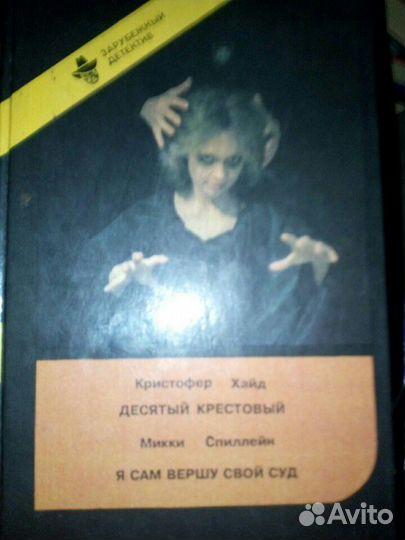 ЗАРУБЕЖНЫЙ
ДЕТЕКТИВ
Кристофер Хайд
ДЕСЯТЫЙ КРЕСТОВЫЙ
Микки Спиллейн
Я САМ ВЕРШУ СВОЙ СУД
Avito